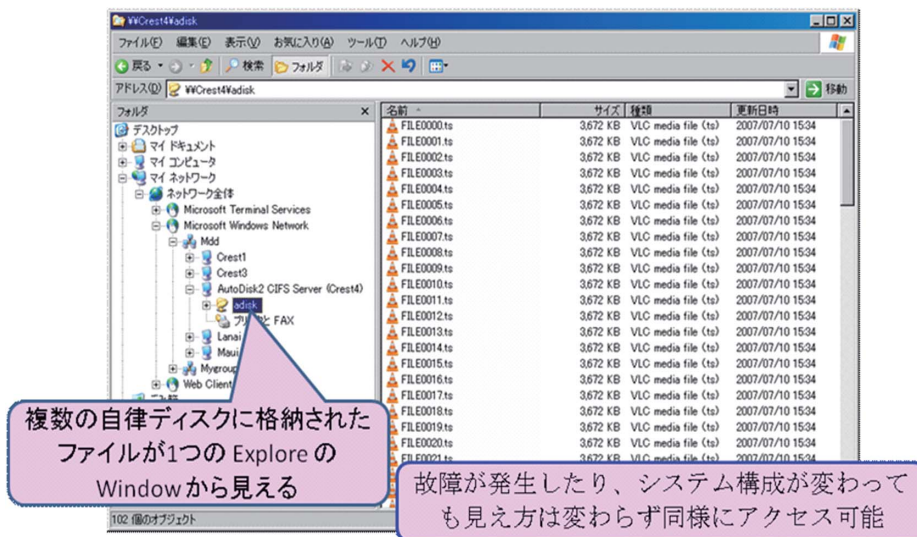 ¥¥Crest4¥adisk
ファイル(F) 編集(E) 表示(V) お気に入り(A) ツール(T) ヘルプ(H)
戻る 検索 フォルダ
アドレス(D) ¥¥Crest4¥adisk 移動
フォルダ × 名前 サイズ 種類 更新日時
デスクトップ
マイ ドキュメント
マイ コンピュータ
マイ ネットワーク
ネットワーク全体
Microsoft Terminal Services
Microsoft Windows Network
Mdd
Crest1
Crest3
AutoDisk2 CIFS Server (Crest4)
adisk
FAX
Lanai
Maui
Mygroup
Web Client
FILE0000.ts 3,672 KB VLC media file (ts) 2007/07/10 15:34
FILE0001.ts 3,672 KB VLC media file (ts) 2007/07/10 15:34
FILE0002.ts 3,672 KB VLC media file (ts) 2007/07/10 15:34
FILE0003.ts 3,672 KB VLC media file (ts) 2007/07/10 15:34
FILE0004.ts 3,672 KB VLC media file (ts) 2007/07/10 15:34
FILE0005.ts 3,672 KB VLC media file (ts) 2007/07/10 15:34
FILE0006.ts 3,672 KB VLC media file (ts) 2007/07/10 15:34
FILE0007.ts 3,672 KB VLC media file (ts) 2007/07/10 15:34
FILE0008.ts 3,672 KB VLC media file (ts) 2007/07/10 15:34
FILE0009.ts 3,672 KB VLC media file (ts) 2007/07/10 15:34
FILE0010.ts 3,672 KB VLC media file (ts) 2007/07/10 15:34
FILE0011.ts 3,672 KB VLC media file (ts) 2007/07/10 15:34
FILE0012.ts 3,672 KB VLC media file (ts) 2007/07/10 15:34
FILE0013.ts 3,672 KB VLC media file (ts) 2007/07/10 15:34
FILE0014.ts 3,672 KB VLC media file (ts) 2007/07/10 15:34
FILE0015.ts 3,672 KB VLC media file (ts) 2007/07/10 15:34
FILE0016.ts 3,672 KB VLC media file (ts) 2007/07/10 15:34
FILE0017.ts 3,672 KB VLC media file (ts) 2007/07/10 15:34
FILE0018.ts 3,672 KB VLC media file (ts) 2007/07/10 15:34
FILE0019.ts 3,672 KB VLC media file (ts) 2007/07/10 15:34
FILE0020.ts 3,672 KB VLC media file (ts) 2007/07/10 15:34
FILE0021.ts 3,672 KB VLC media file (ts) 2007/07/10 15:34
複数の自律ディスクに格納された
ファイルが1つの Explore の
Window から見える
故障が発生したり、システム構成が変わって
も見え方は変わらず同様にアクセス可能
102 個のオブジェクト